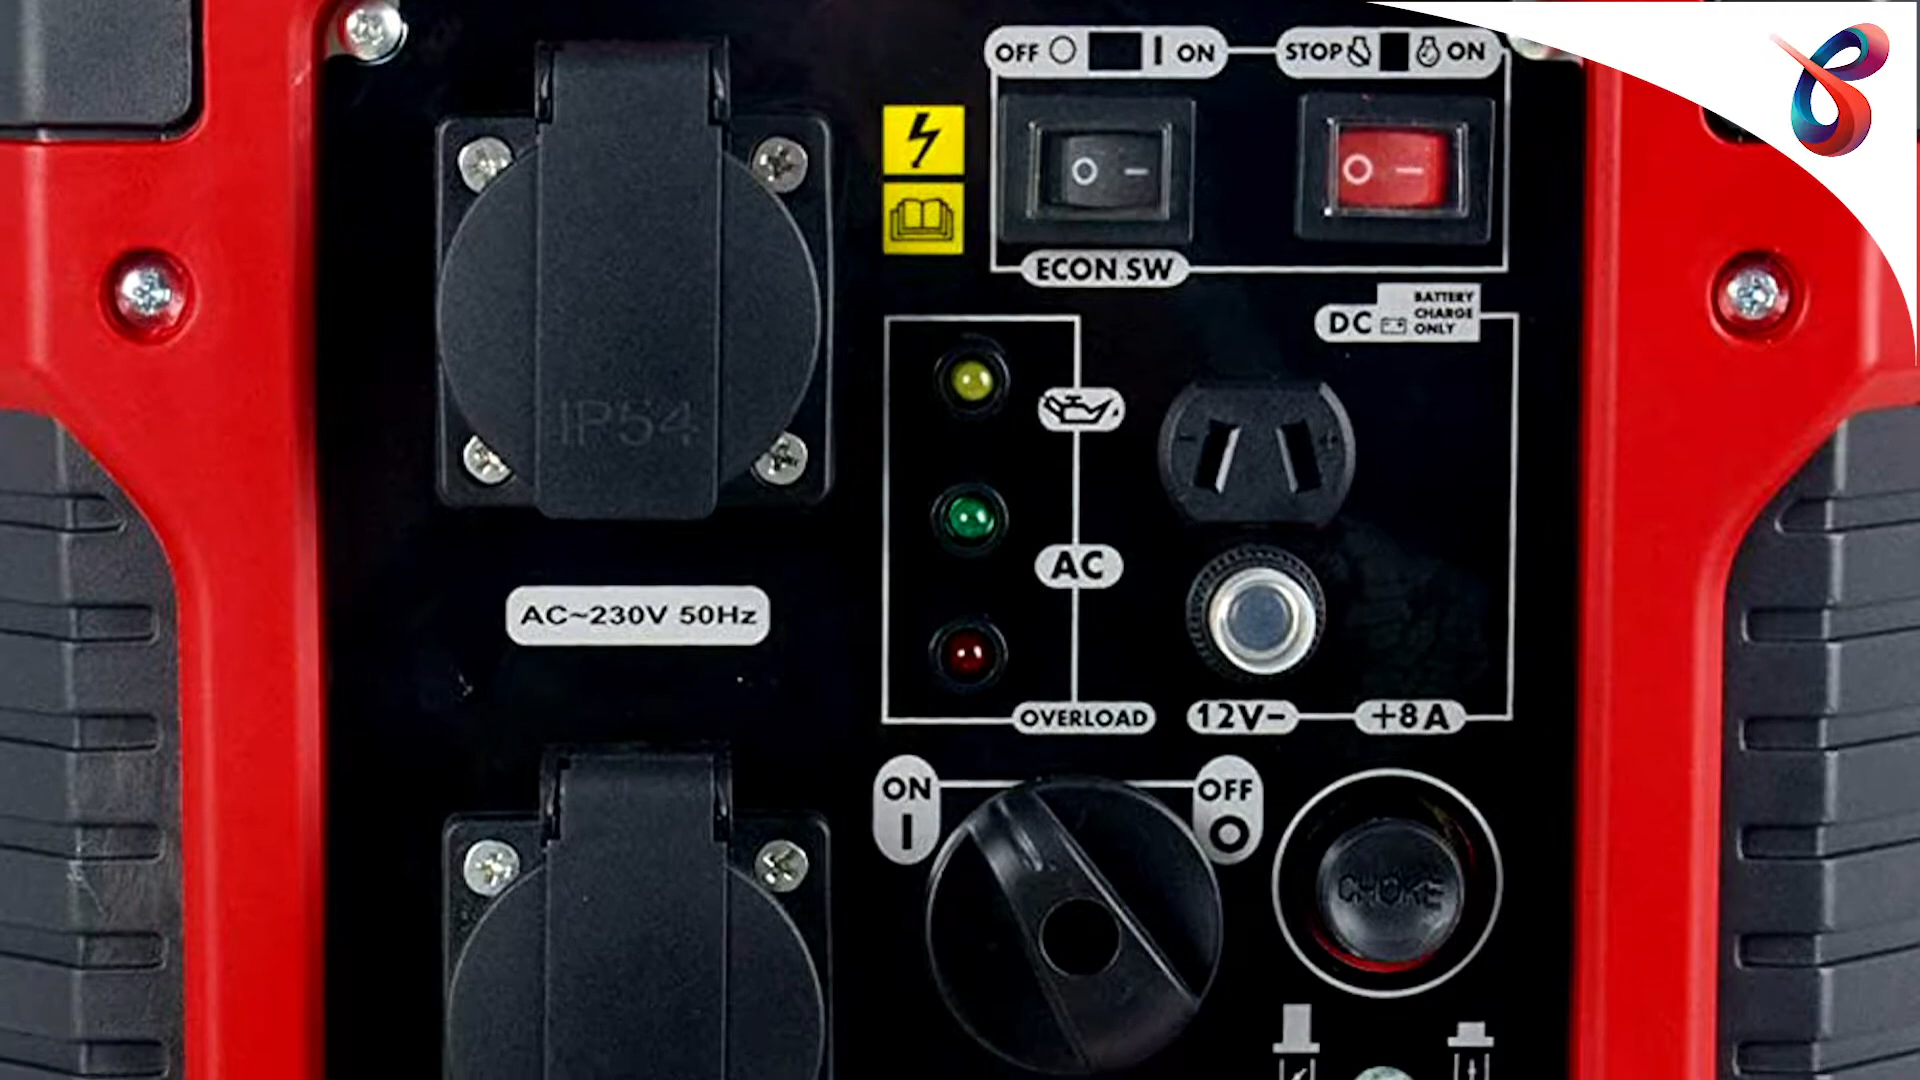 OFF ON
STOP ON
ECON.SW
DC BATTERY
CHARGE
ONLY
IP54
AC
AC~230V 50Hz
OVERLOAD
12V- +8A
ON OFF
CHOKE